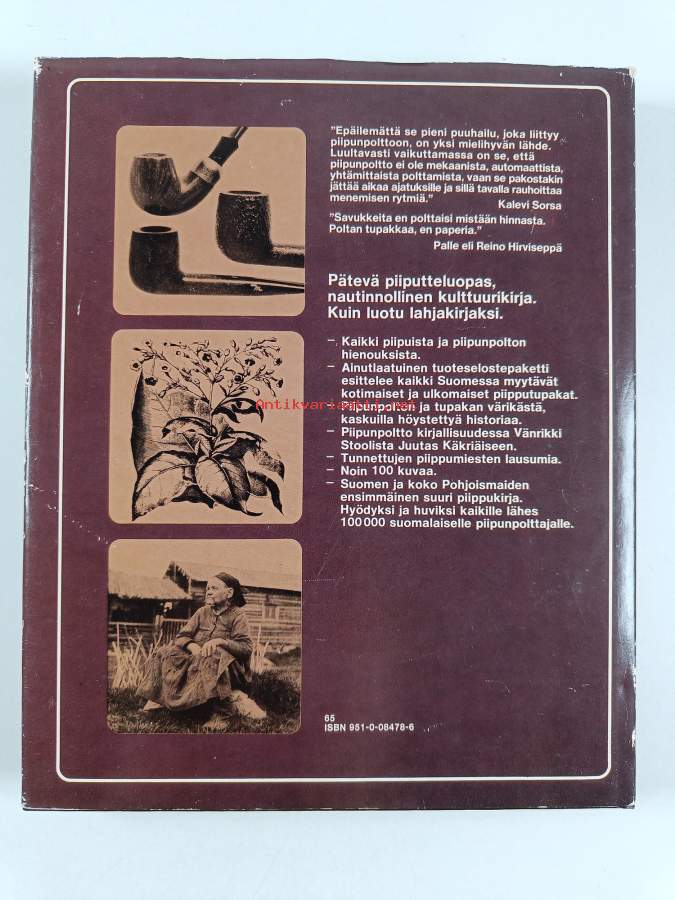 "Epäilemättä se pieni puuhailu, joka liittyy
piipunpolttoon, on yksi mielihyvän lähde.
Luultavasti vaikuttamassa on se, että
piipunpoltto ei ole mekaanista, automaattista,
yhtämittaista polttamista, vaan se pakostakin
jättää aikaa ajatuksille ja sillä tavalla rauhoittaa
menemisen rytmiä."
Kalevi Sorsa
"Savukkeita en polttaisi mistään hinnasta.
Poltan tupakkaa, en paperia."
Palle eli Reino Hirviseppä
Pätevä piiputteluopas,
nautinnollinen kulttuurikirja.
Kuin luotu lahjakirjaksi.
– Kaikki piipuista ja piipunpolton
hienouksista.
– Ainutlaatuinen tuoteselostepaketti
esittelee kaikki Suomessa myytävät
kotimaiset ja ulkomaiset piipputupakat.
– Piipunpolton ja tupakan värikästä,
kaskuilla höystettyä historiaa.
– Piipunpoltto kirjallisuudessa Vänrikki
Stoolista Juutas Käkriäiseen.
– Tunnettujen piippumiesten lausumia.
– Noin 100 kuvaa.
– Suomen ja koko Pohjoismaiden
ensimmäinen suuri piippukirja.
Hyödyksi ja huviksi kaikille lähes
100 000 suomalaiselle piipunpolttajalle.
65
ISBN 951-0-08478-6